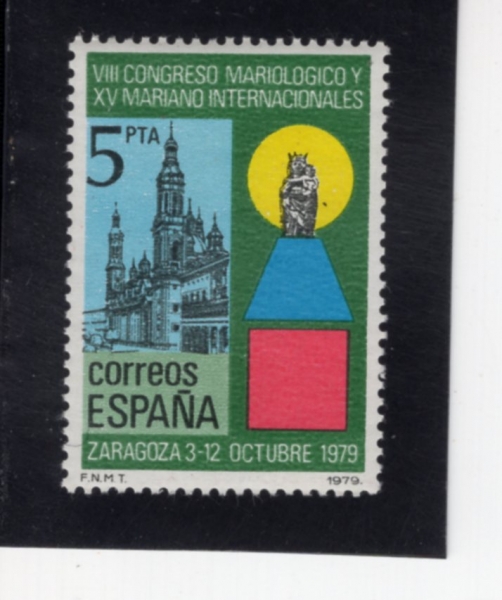 VIII CONGRESO MARIOLOGICO Y
XV MARIANO INTERNACIONALES
5 PTA
correos
ESPAÑA
ZARAGOZA 3-12 OCTUBRE 1979
F.N.M.T. 1979.